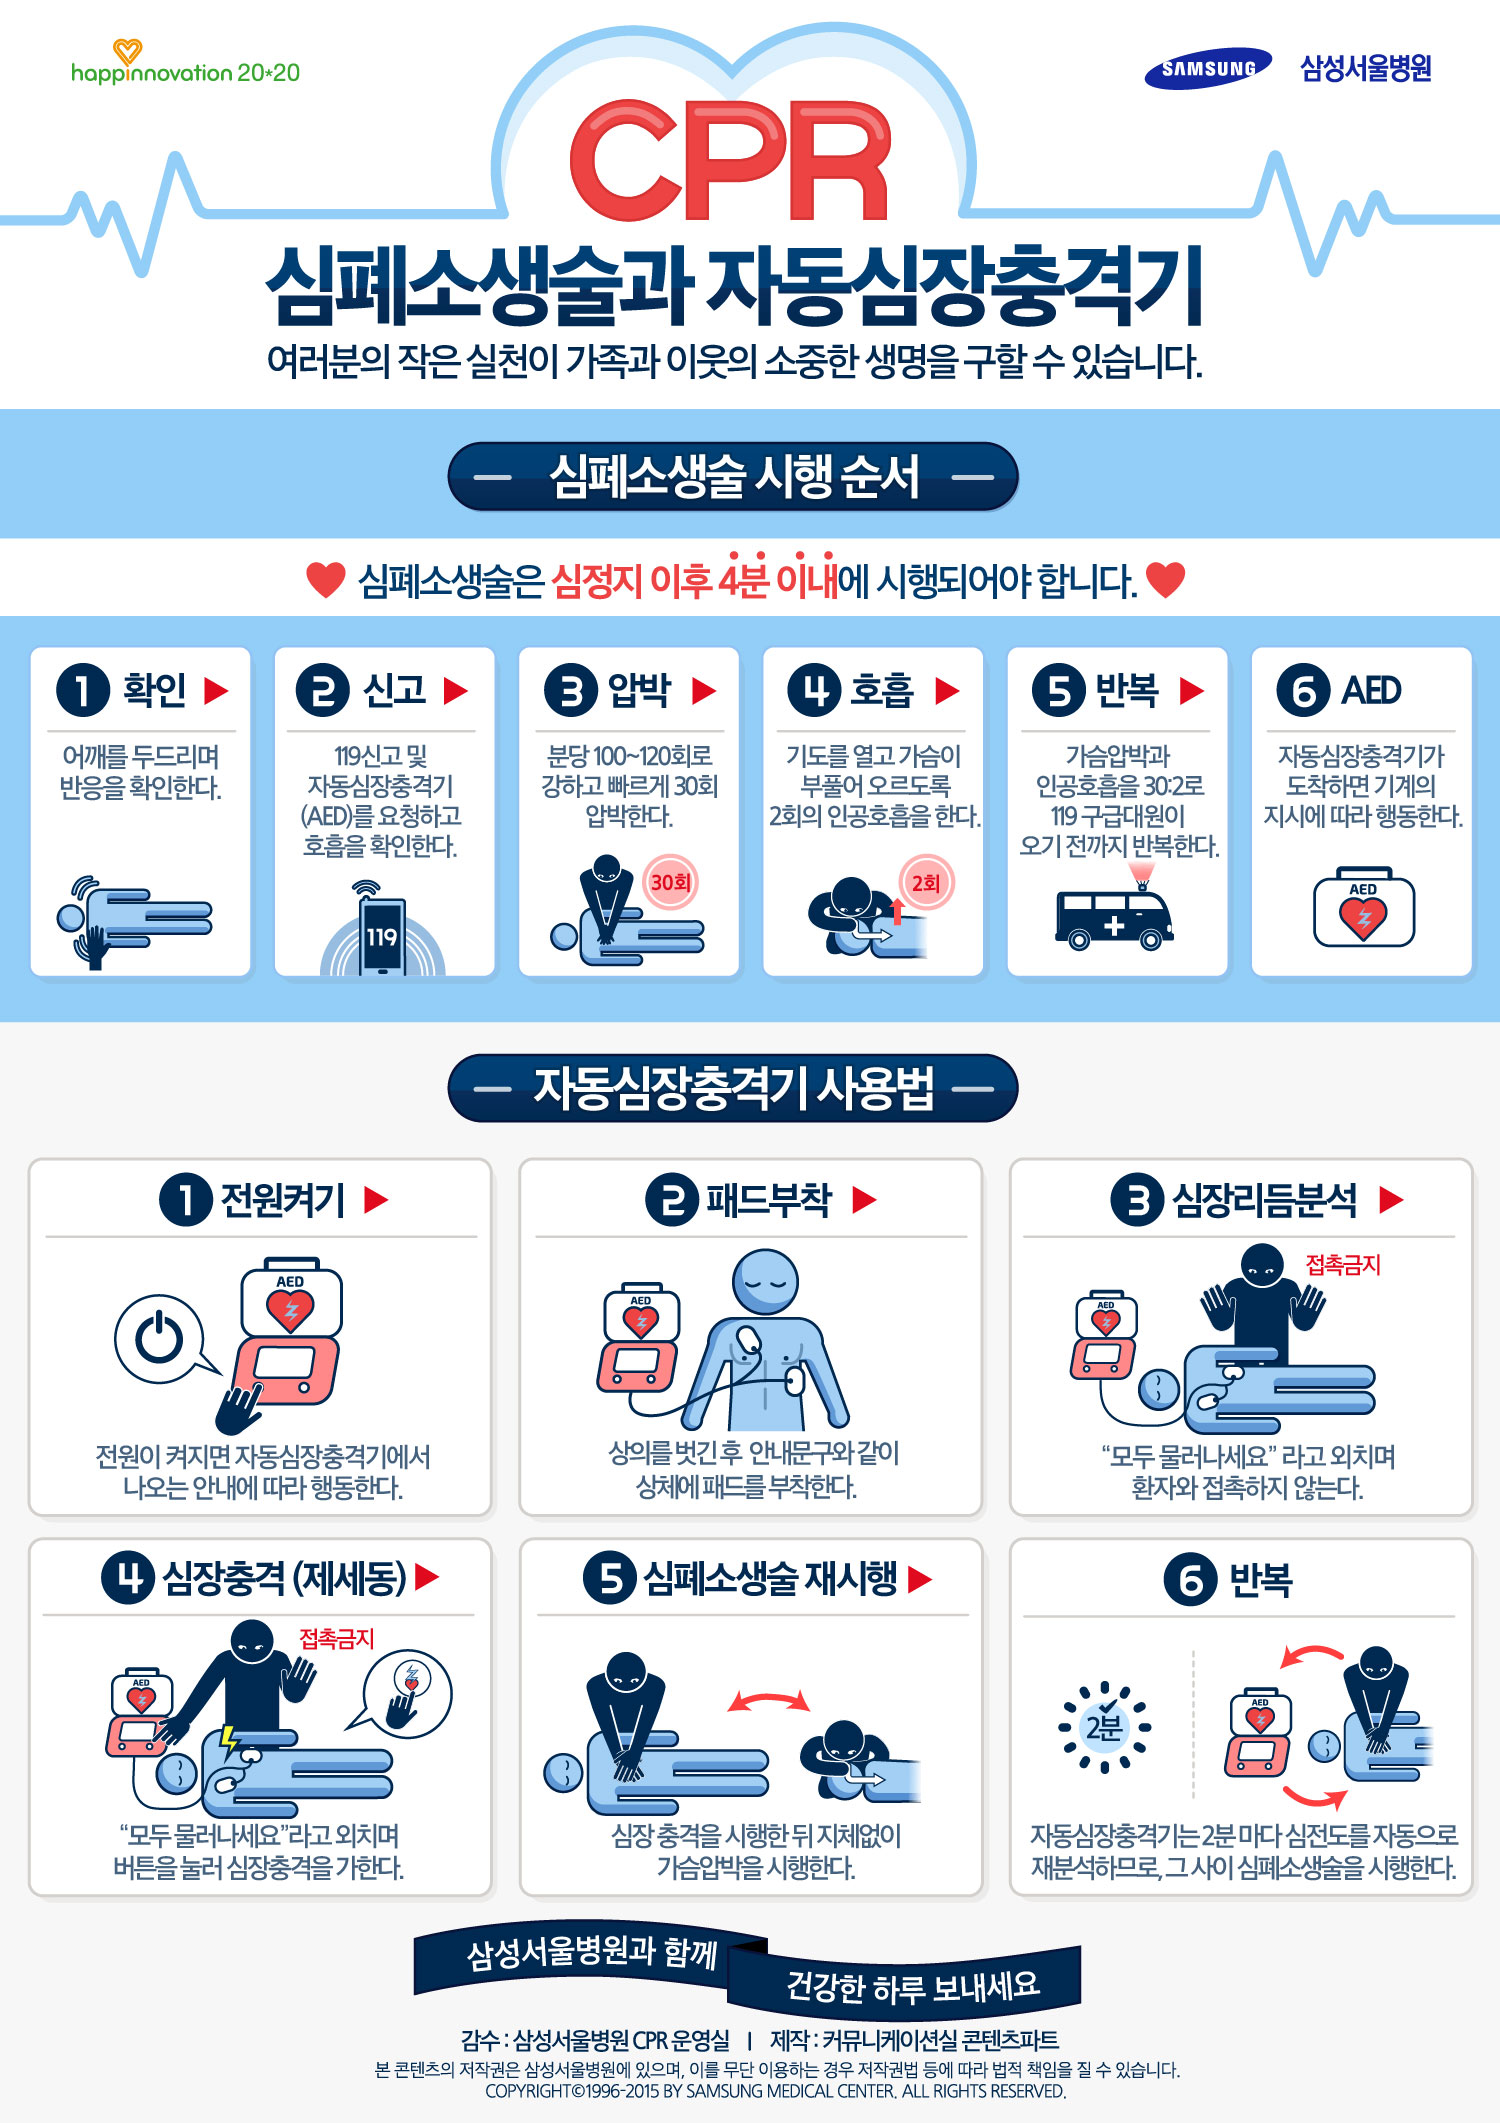 happinnovation 20*20
SAMSUNG 삼성서울병원
CPR
심폐소생술과 자동심장충격기
여러분의 작은 실천이 가족과 이웃의 소중한 생명을 구할 수 있습니다.
심폐소생술 시행 순서
심폐소생술은 심정지 이후 4분 이내에 시행되어야 합니다.
1 확인
어깨를 두드리며
반응을 확인한다.
2 신고
119신고 및
자동심장충격기
(AED)를 요청하고
호흡을 확인한다.
119
3 압박
분당 100~120회로
강하고 빠르게 30회
압박한다.
30회
4 호흡
기도를 열고 가슴이
부풀어 오르도록
2회의 인공호흡을 한다.
2회
5 반복
가슴압박과
인공호흡을 30:2로
119 구급대원이
오기 전까지 반복한다.
6 AED
자동심장충격기가
도착하면 기계의
지시에 따라 행동한다.
AED
자동심장충격기 사용법
1 전원켜기
AED
전원이 켜지면 자동심장충격기에서
나오는 안내에 따라 행동한다.
2 패드부착
AED
상의를 벗긴 후 안내문구와 같이
상체에 패드를 부착한다.
3 심장리듬분석
접촉금지
AED
“모두 물러나세요” 라고 외치며
환자와 접촉하지 않는다.
4 심장충격 (제세동)
접촉금지
AED
“모두 물러나세요”라고 외치며
버튼을 눌러 심장충격을 가한다.
5 심폐소생술 재시행
심장 충격을 시행한 뒤 지체없이
가슴압박을 시행한다.
6 반복
2분
AED
자동심장충격기는 2분 마다 심전도를 자동으로
재분석하므로, 그 사이 심폐소생술을 시행한다.
삼성서울병원과 함께
건강한 하루 보내세요
감수 : 삼성서울병원 CPR 운영실 | 제작 : 커뮤니케이션실 콘텐츠파트
본 콘텐츠의 저작권은 삼성서울병원에 있으며, 이를 무단 이용하는 경우 저작권법 등에 따라 법적 책임을 질 수 있습니다.
COPYRIGHT©1996-2015 BY SAMSUNG MEDICAL CENTER. ALL RIGHTS RESERVED.